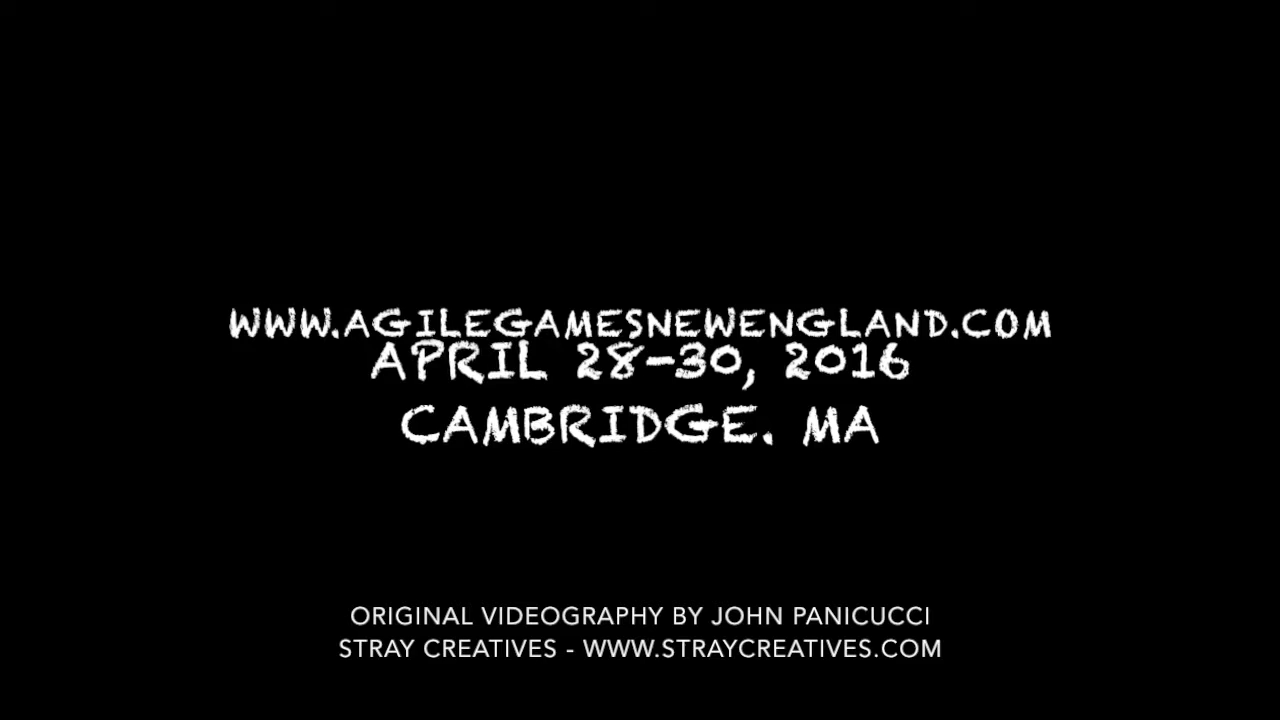 WWW.AGILEGAMESNEWENGLAND.COM
APRIL 28-30, 2016
CAMBRIDGE. MA
ORIGINAL VIDEOGRAPHY BY JOHN PANICUCCI
STRAY CREATIVES - WWW.STRAYCREATIVES.COM